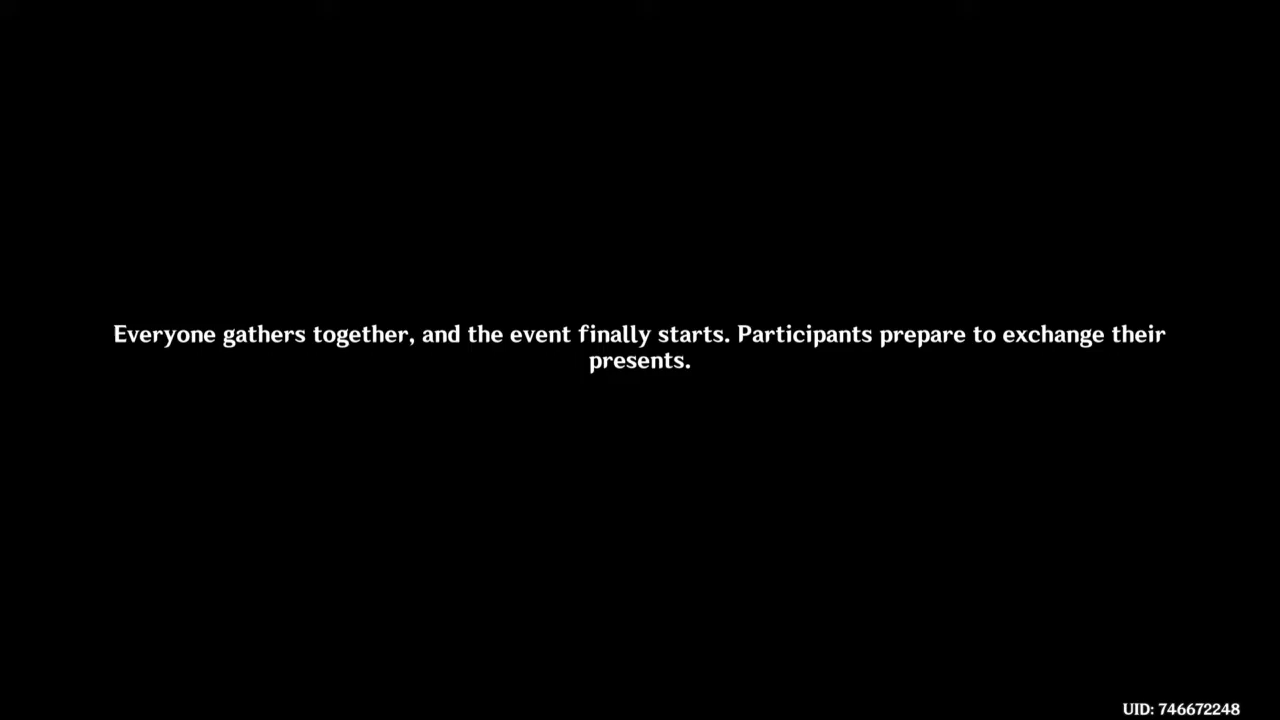 Everyone gathers together, and the event finally starts. Participants prepare to exchange their
presents.
UID: 746672248